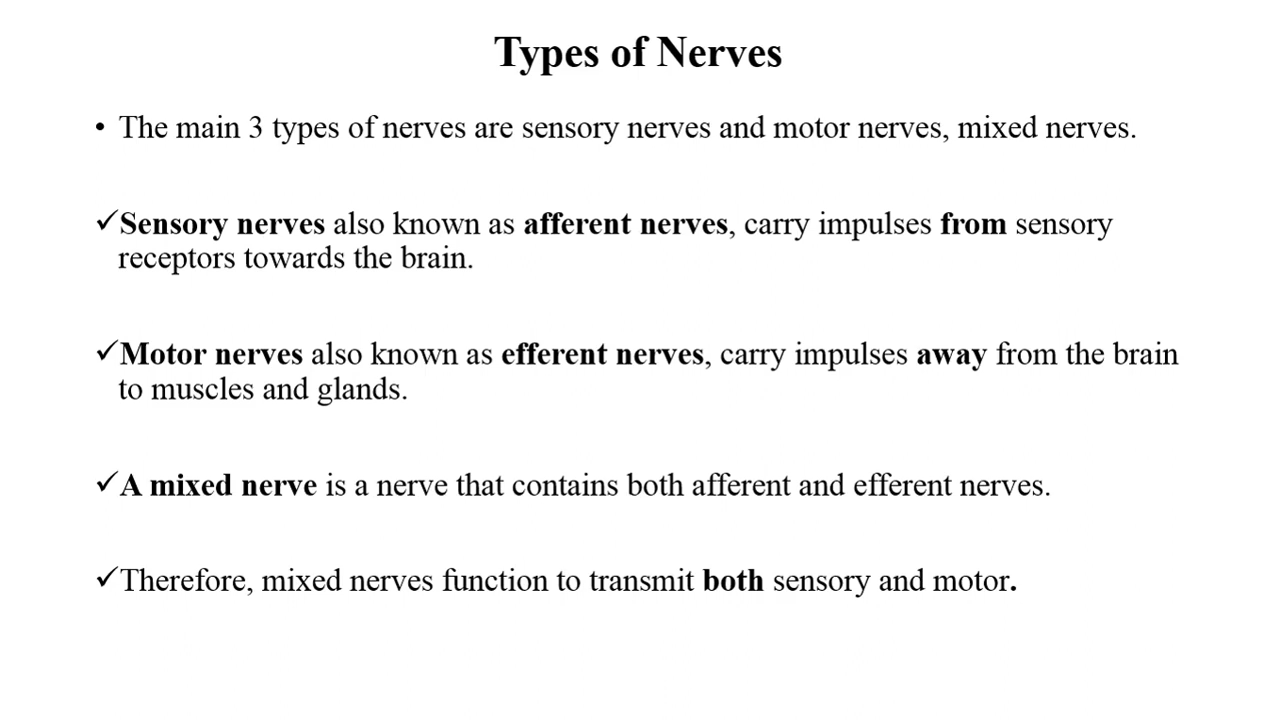 Types of Nerves
• The main 3 types of nerves are sensory nerves and motor nerves, mixed nerves.
✓Sensory nerves also known as afferent nerves, carry impulses from sensory
receptors towards the brain.
✓Motor nerves also known as efferent nerves, carry impulses away from the brain
to muscles and glands.
✓A mixed nerve is a nerve that contains both afferent and efferent nerves.
✓Therefore, mixed nerves function to transmit both sensory and motor.